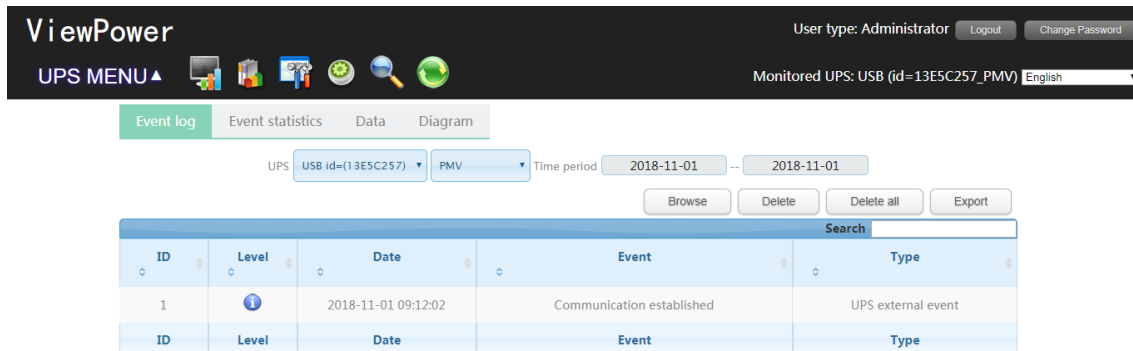 ViewPower
User type: Administrator Logout Change Password
UPS MENU▲
Monitored UPS: USB (id=13E5C257_PMV) English
Event log Event statistics Data Diagram
UPS USB id=(13E5C257) PMV Time period 2018-11-01 -- 2018-11-01
Browse Delete Delete all Export
Search
ID Level Date Event Type
1 2018-11-01 09:12:02 Communication established UPS external event
ID Level Date Event Type